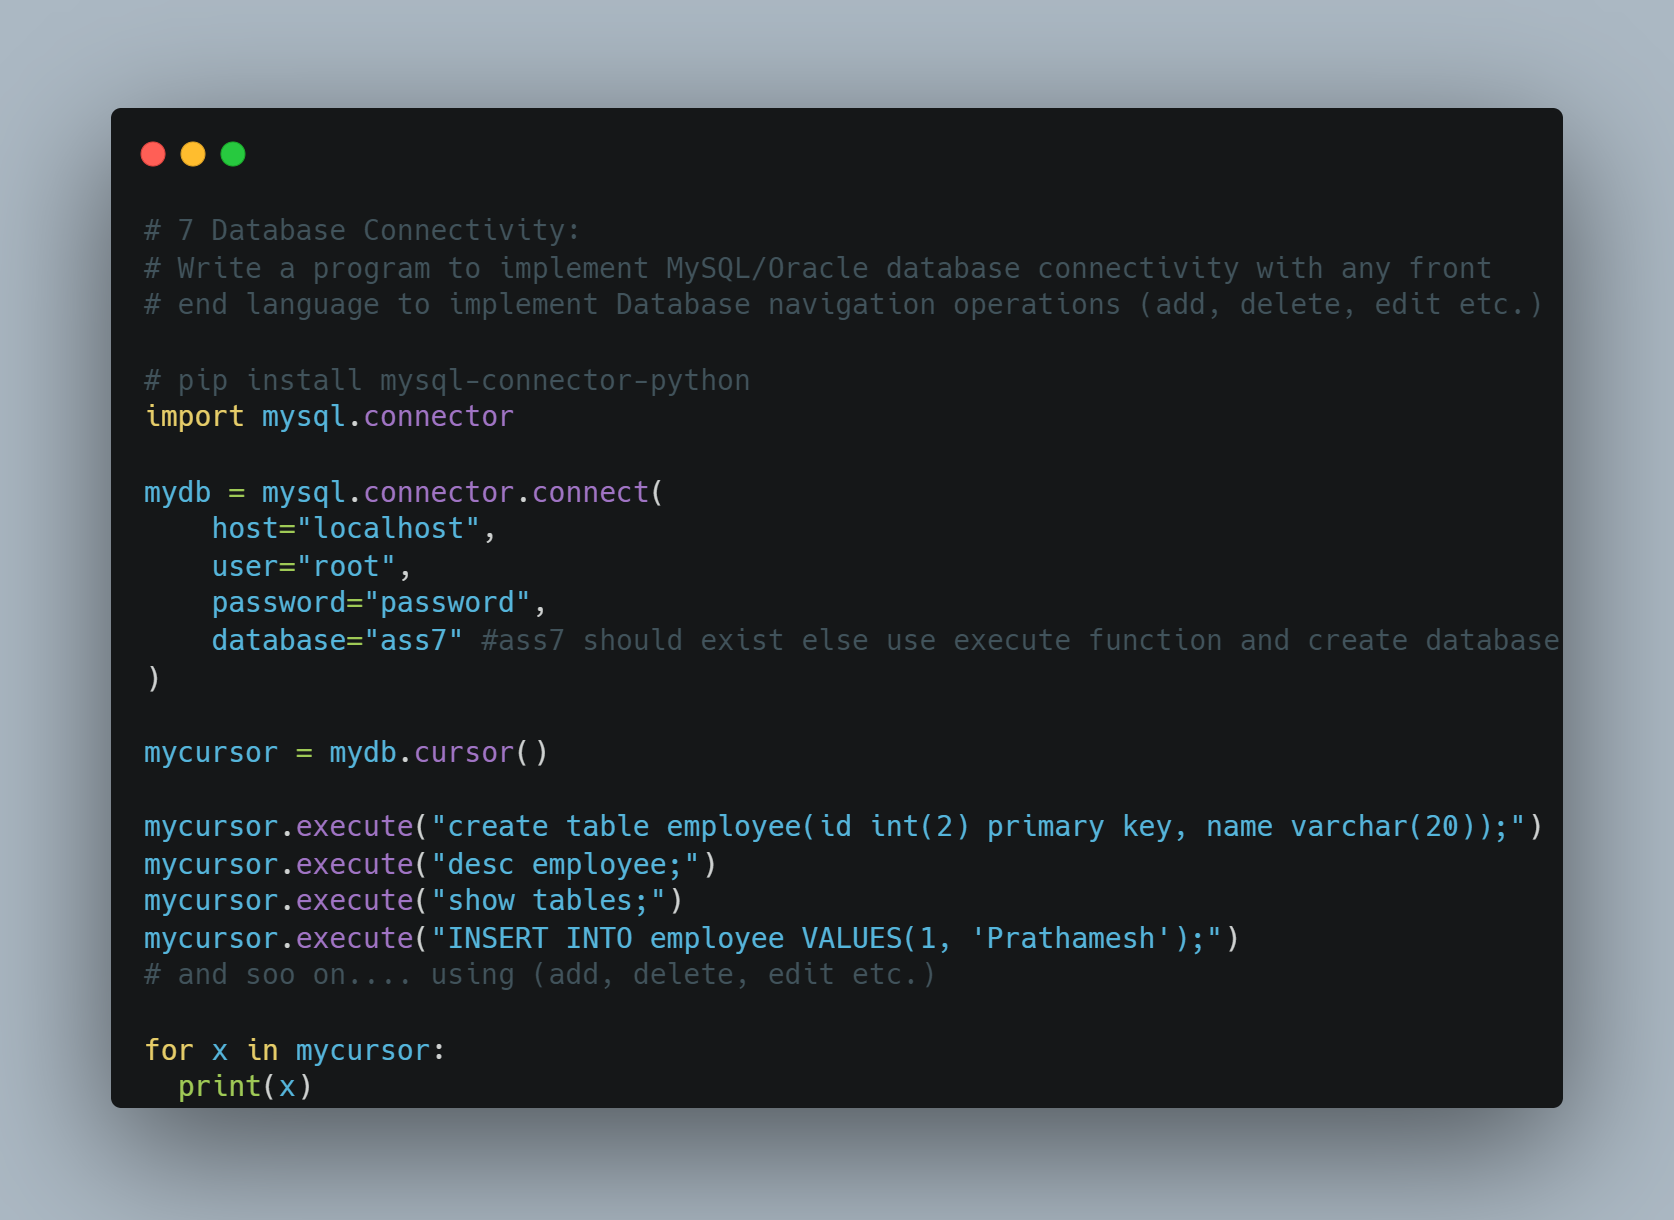 # 7 Database Connectivity:
# Write a program to implement MySQL/Oracle database connectivity with any front
# end language to implement Database navigation operations (add, delete, edit etc.)

# pip install mysql-connector-python
import mysql.connector

mydb = mysql.connector.connect(
    host="localhost",
    user="root",
    password="password",
    database="ass7" #ass7 should exist else use execute function and create database
)

mycursor = mydb.cursor()

mycursor.execute("create table employee(id int(2) primary key, name varchar(20));")
mycursor.execute("desc employee;")
mycursor.execute("show tables;")
mycursor.execute("INSERT INTO employee VALUES(1, 'Prathamesh');")
# and soo on.... using (add, delete, edit etc.)

for x in mycursor:
  print(x)